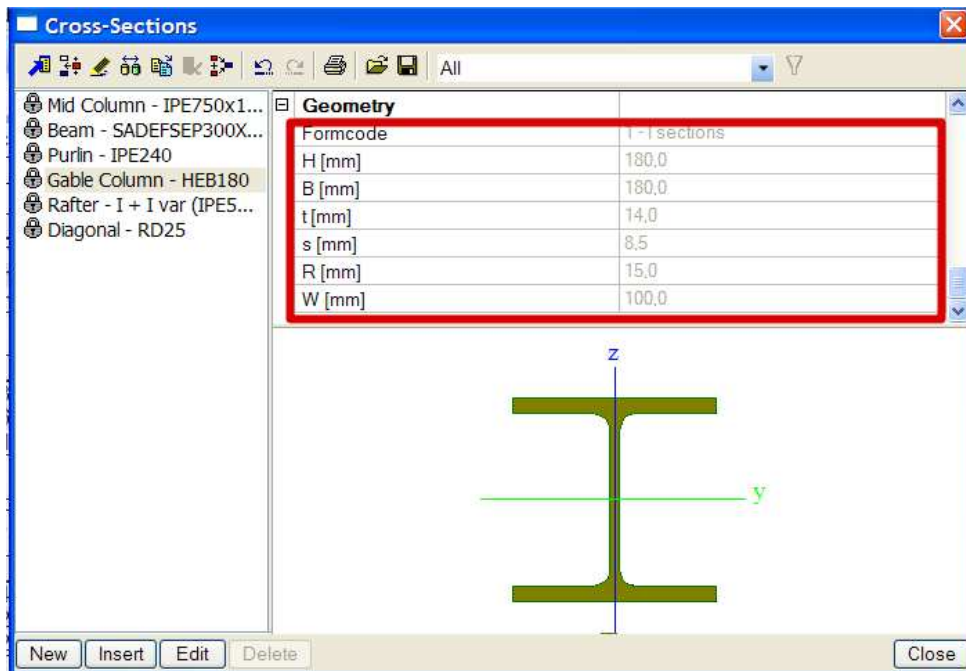 Cross-Sections
All
Mid Column - IPE750x1...
Beam - SADEFSEP300X...
Purlin - IPE240
Gable Column - HEB180
Rafter - I + I var (IPE5...
Diagonal - RD25
Geometry
Formcode 1 - I sections
H [mm] 180,0
B [mm] 180,0
t [mm] 14,0
s [mm] 8,5
R [mm] 15,0
W [mm] 100,0
z
y
New Insert Edit Delete Close